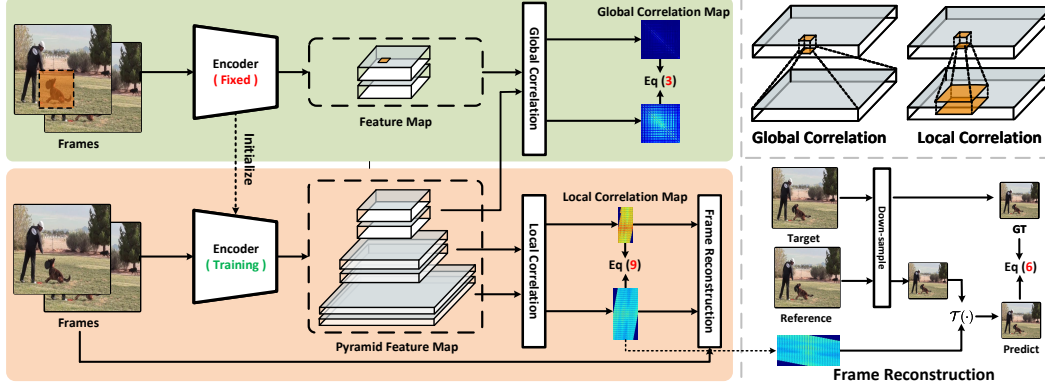 Global Correlation Map
Encoder
( Fixed )
Eq (3)
Feature Map
Global Correlation
Frames
Initialize
Global Correlation
Local Correlation
Local Correlation Map
Encoder
( Training )
Eq (9)
Local Correlation
Frame Reconstruction
Frames
Pyramid Feature Map
Target
Down-sample
GT
Eq (6)
Reference
𝒯(·)
Predict
Frame Reconstruction